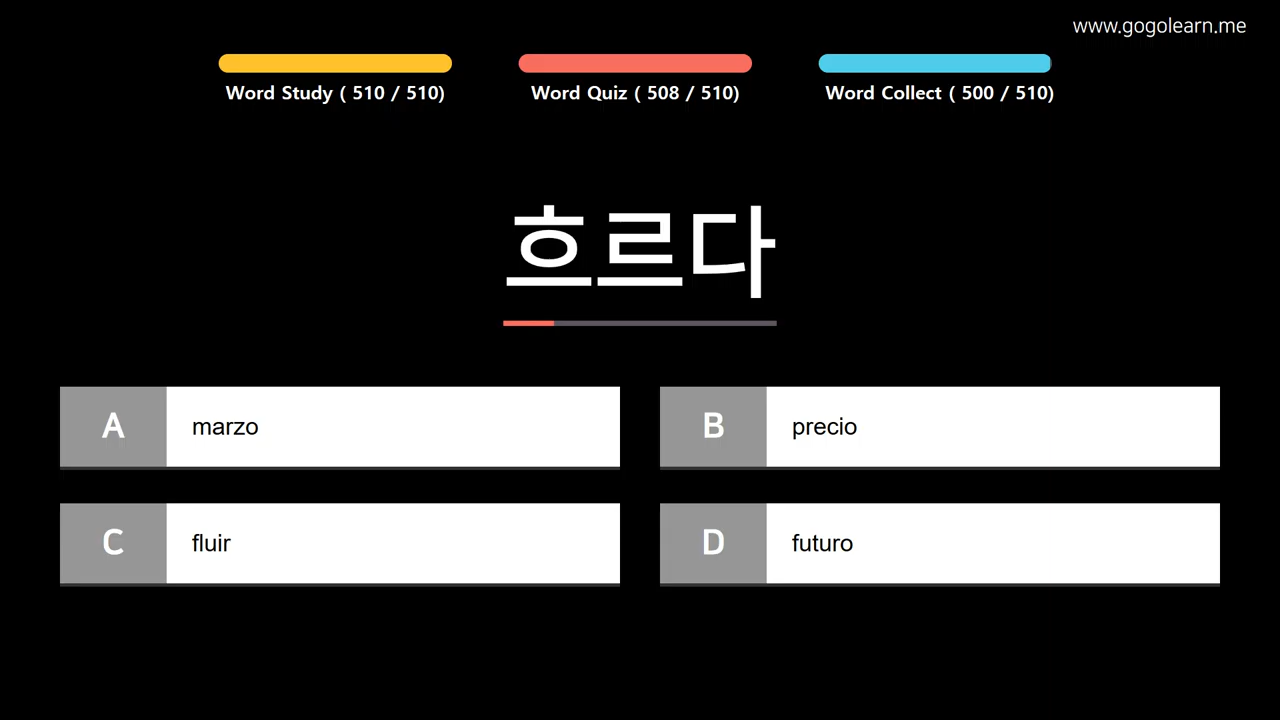 www.gogolearn.me
Word Study ( 510 / 510)
Word Quiz ( 508 / 510)
Word Collect ( 500 / 510)
흐르다
A marzo
B precio
C fluir
D futuro